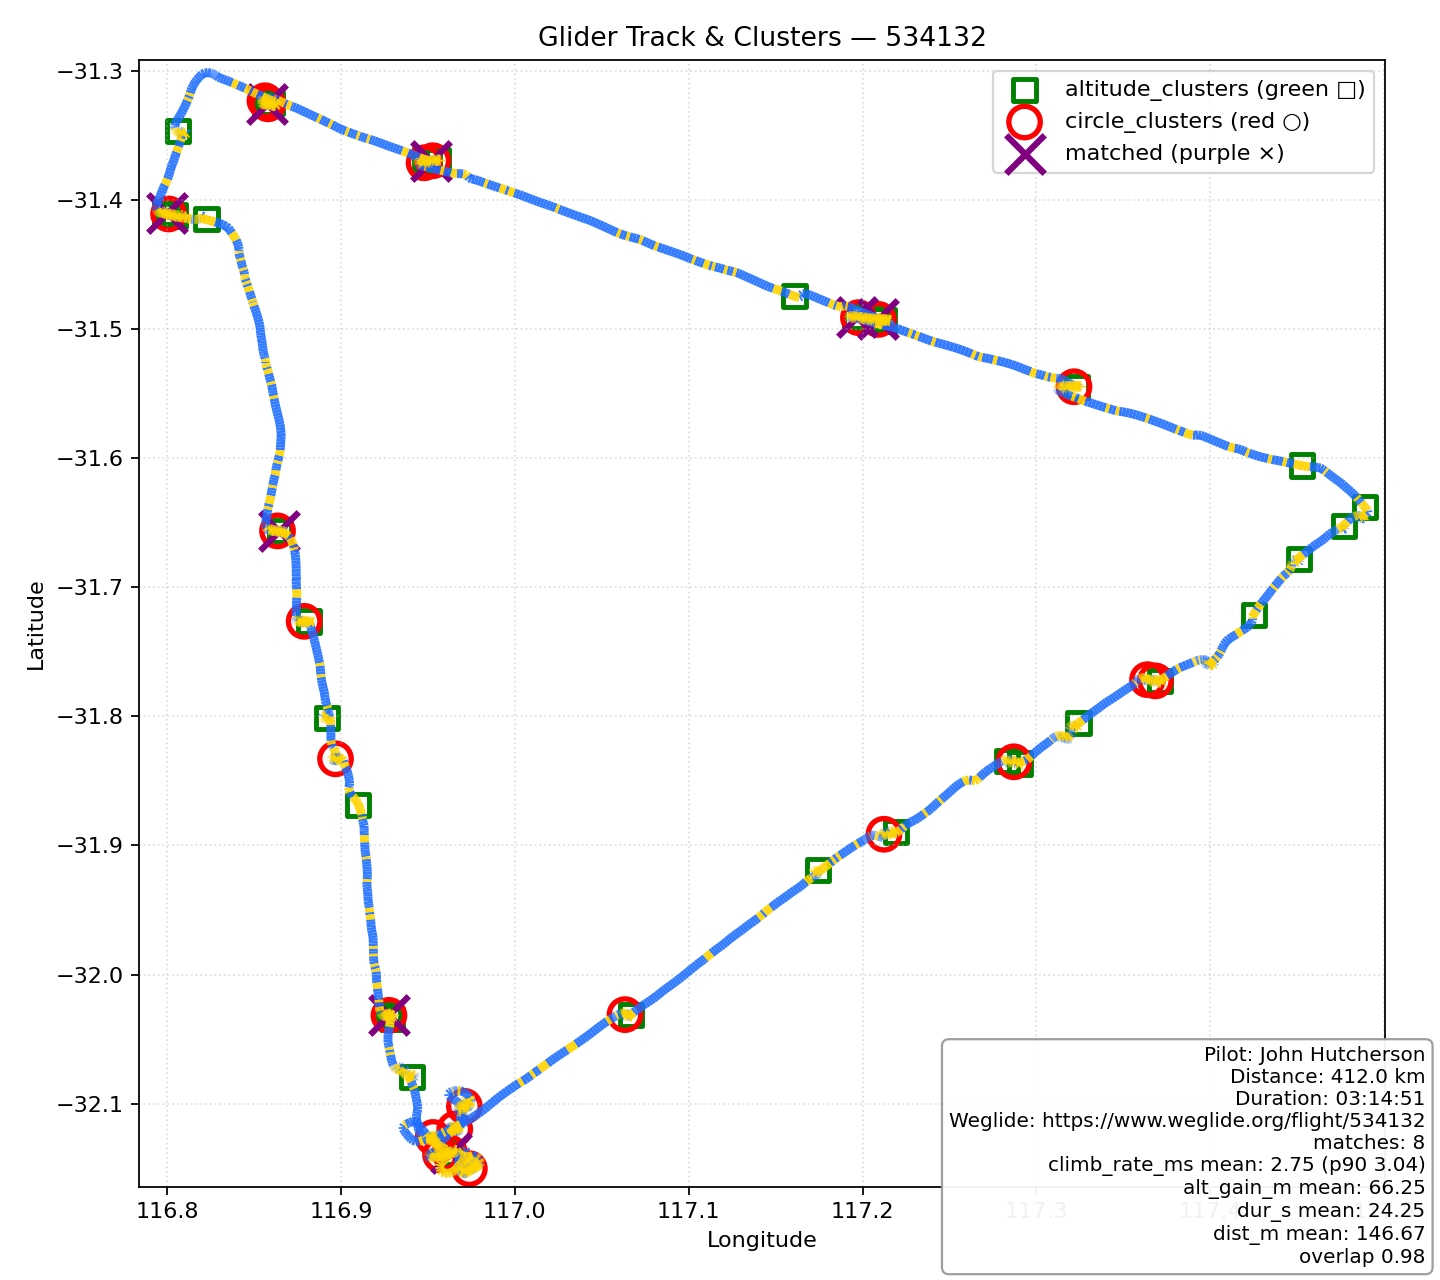 Glider Track & Clusters — 534132
altitude_clusters (green □)
circle_clusters (red ○)
matched (purple ×)
−31.3
−31.4
−31.5
−31.6
−31.7
−31.8
−31.9
−32.0
−32.1
Latitude
116.8
116.9
117.0
117.1
117.2
117.3
117.4
Longitude
Pilot: John Hutcherson
Distance: 412.0 km
Duration: 03:14:51
Weglide: https://www.weglide.org/flight/534132
matches: 8
climb_rate_ms mean: 2.75 (p90 3.04)
alt_gain_m mean: 66.25
dur_s mean: 24.25
dist_m mean: 146.67
overlap 0.98